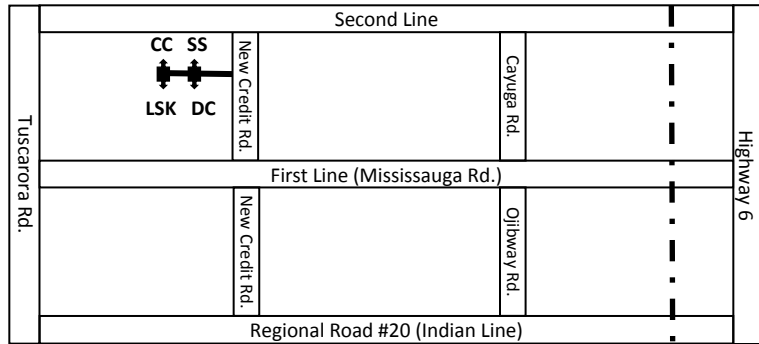 Second Line
CC SS
LSK DC
New Credit Rd.
Cayuga Rd.
Tuscarora Rd.
Highway 6
First Line (Mississauga Rd.)
New Credit Rd.
Ojibway Rd.
Regional Road #20 (Indian Line)